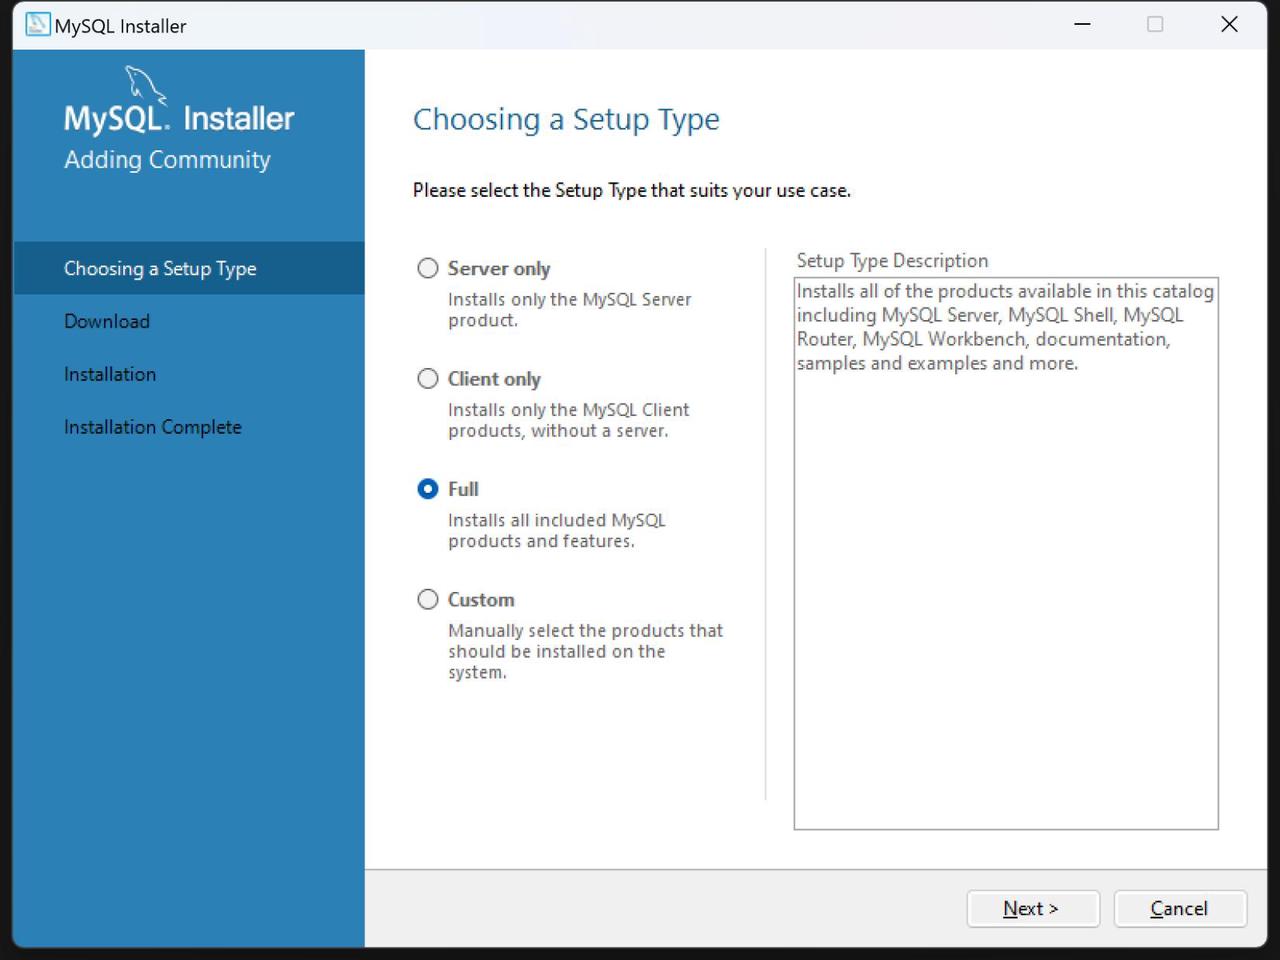 MySQL Installer
MySQL. Installer
Adding Community
Choosing a Setup Type
Download
Installation
Installation Complete
Choosing a Setup Type
Please select the Setup Type that suits your use case.
Server only
Installs only the MySQL Server
product.
Client only
Installs only the MySQL Client
products, without a server.
Full
Installs all included MySQL
products and features.
Custom
Manually select the products that
should be installed on the
system.
Setup Type Description
Installs all of the products available in this catalog
including MySQL Server, MySQL Shell, MySQL
Router, MySQL Workbench, documentation,
samples and examples and more.
Next >
Cancel